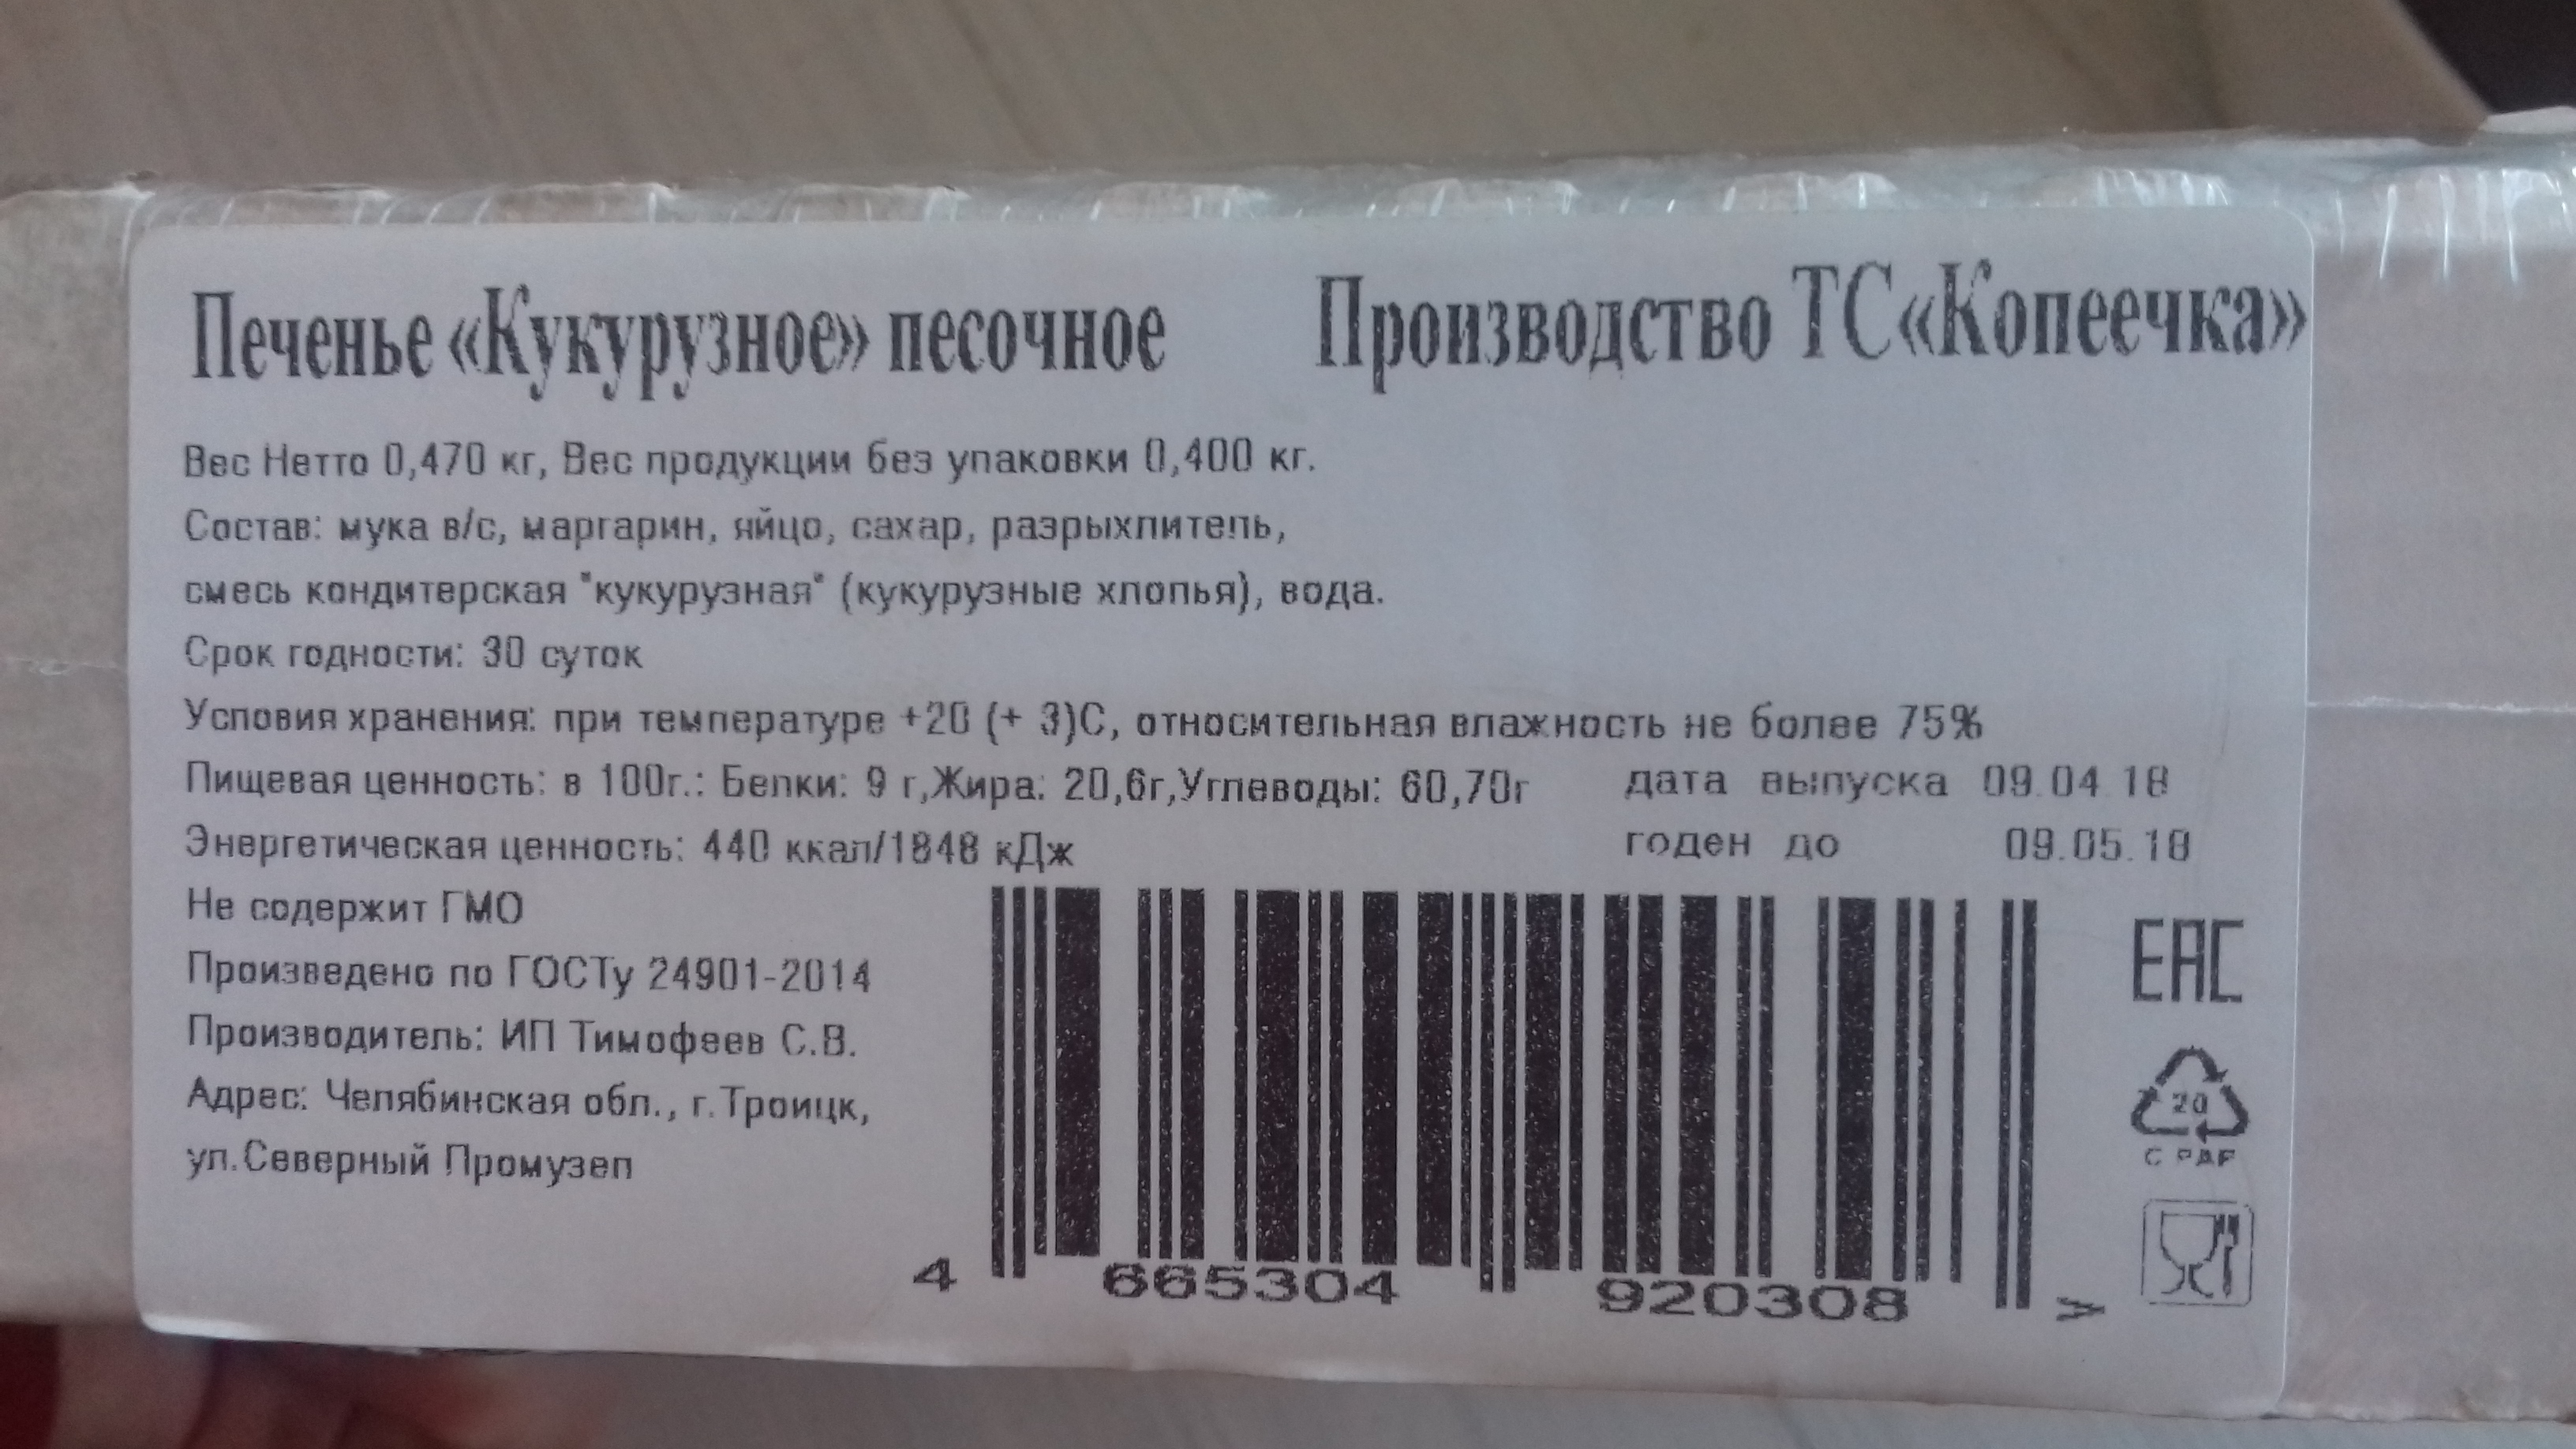 Печенье «Кукурузное» песочное Производство ТС «Копеечка»
Вес Нетто 0,470 кг, Вес продукции без упаковки 0,400 кг.
Состав: мука в/с, маргарин, яйцо, сахар, разрыхлитель,
смесь кондитерская "кукурузная" (кукурузные хлопья), вода.
Срок годности: 30 суток
Условия хранения: при температуре +20 (+ 3)С, относительная влажность не более 75%
Пищевая ценность: в 100г.: Белки: 9 г,Жира: 20,6г,Углеводы: 60,70г дата выпуска 09.04.18
Энергетическая ценность: 440 ккал/1848 кДж годен до 09.05.18
Не содержит ГМО
Произведено по ГОСТу 24901-2014
Производитель: ИП Тимофеев С.В.
Адрес: Челябинская обл., г.Троицк,
ул.Северный Промузел
4 665304 920308 >
EAC
20
C PAP